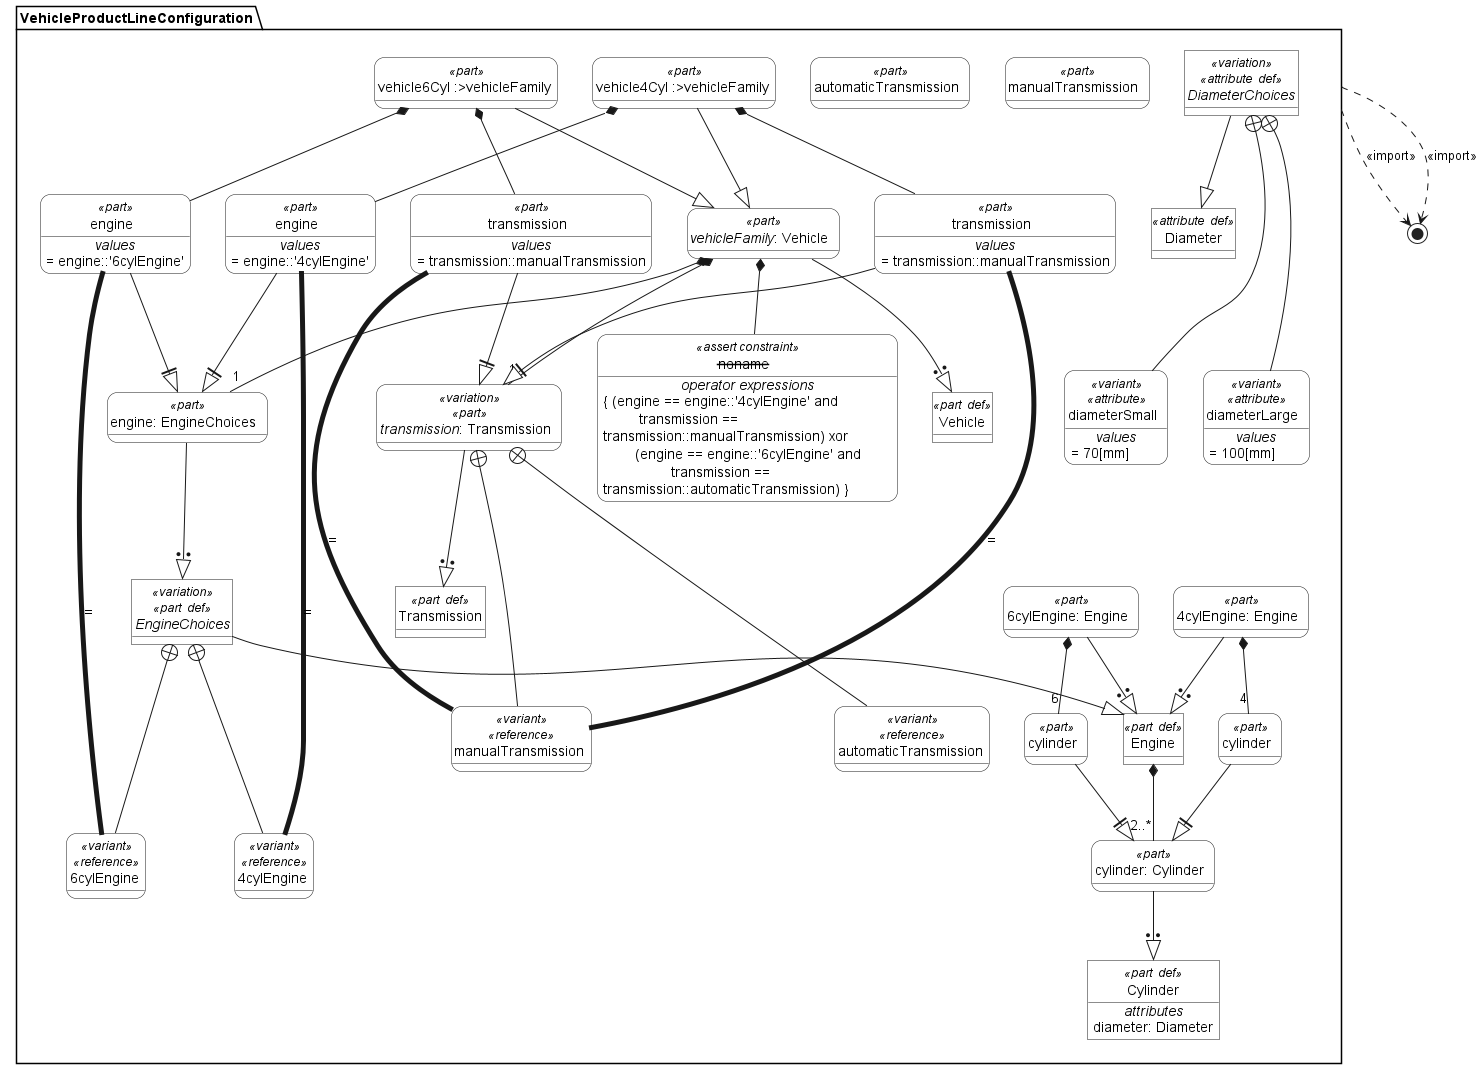 VehicleProductLineConfiguration
«part»
vehicle6Cyl :>vehicleFamily
«part»
vehicle4Cyl :>vehicleFamily
«part»
automaticTransmission
«part»
manualTransmission
«variation»
«attribute def»
DiameterChoices
«import»
«import»
«part»
engine
values
= engine::'6cylEngine'
«part»
engine
values
= engine::'4cylEngine'
«part»
transmission
values
= transmission::manualTransmission
«part»
vehicleFamily: Vehicle
«part»
transmission
values
= transmission::manualTransmission
«attribute def»
Diameter
1
1
«part»
engine: EngineChoices
«variation»
«part»
transmission: Transmission
«assert constraint»
noname
operator expressions
{ (engine == engine::'4cylEngine' and
transmission ==
transmission::manualTransmission) xor
(engine == engine::'6cylEngine' and
transmission ==
transmission::automaticTransmission) }
«part def»
Vehicle
«variant»
«attribute»
diameterSmall
values
= 70[mm]
«variant»
«attribute»
diameterLarge
values
= 100[mm]
=
=
=
=
«variation»
«part def»
EngineChoices
«part def»
Transmission
«part»
6cylEngine: Engine
«part»
4cylEngine: Engine
6
4
«variant»
«reference»
manualTransmission
«variant»
«reference»
automaticTransmission
«part»
cylinder
«part def»
Engine
«part»
cylinder
2..*
«variant»
«reference»
6cylEngine
«variant»
«reference»
4cylEngine
«part»
cylinder: Cylinder
«part def»
Cylinder
attributes
diameter: Diameter